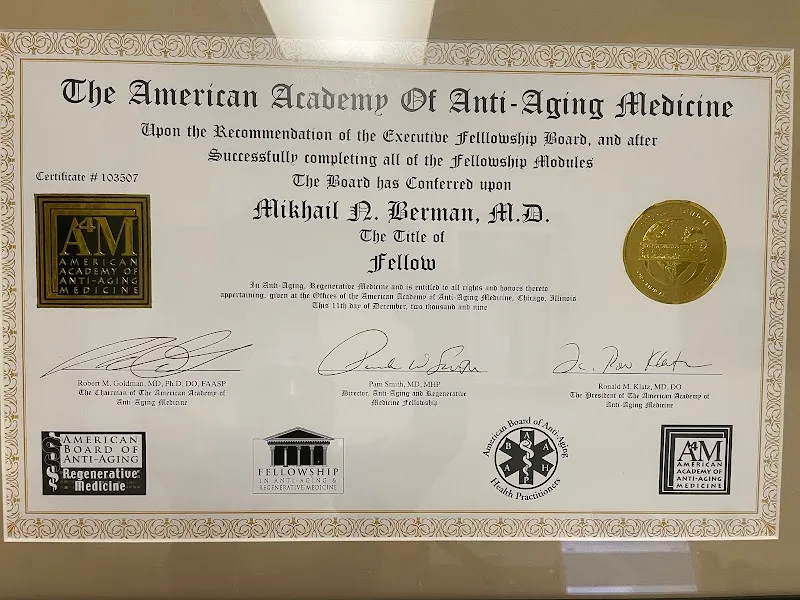 The American Academy Of Anti-Aging Medicine
Upon the Recommendation of the Executive Felllowship Board, and after
Successfully completing all of the Fellowship Modules
Certificate # 103507
The Board has Conferred upon
Mikhail N. Berman, M.D.
The Title of
Fellow
A4M
AMERICAN
ACADEMY OF
ANTI-AGING
MEDICINE
In Anti-Aging, Regenerative Medicine and is entitled to all rights and honors thereto
appertaining, given at the Offices of the American Academy of Anti-Aging Medicine, Chicago, Illinois
This 11th day of December, two thousand and nine
Robert M. Goldman, MD, Ph.D, DO, FAASP
The Chairman of The American Academy of
Anti-Aging Medicine
Pam Smith, MD, MHP
Director, Anti-Aging and Regenerative
Medicine Fellowship
Dr. Ron Klatz
Ronald M. Klatz, MD, DO
The President of The American Academy of
Anti-Aging Medicine
AMERICAN
BOARD OF
ANTI-AGING
Regenerative
Medicine
FELLOWSHIP
IN ANTI-AGING &
REGENERATIVE MEDICINE
American Board of Anti-Aging
A B A A H P
Health Practitioners
A4M
AMERICAN
ACADEMY OF
ANTI-AGING
MEDICINE